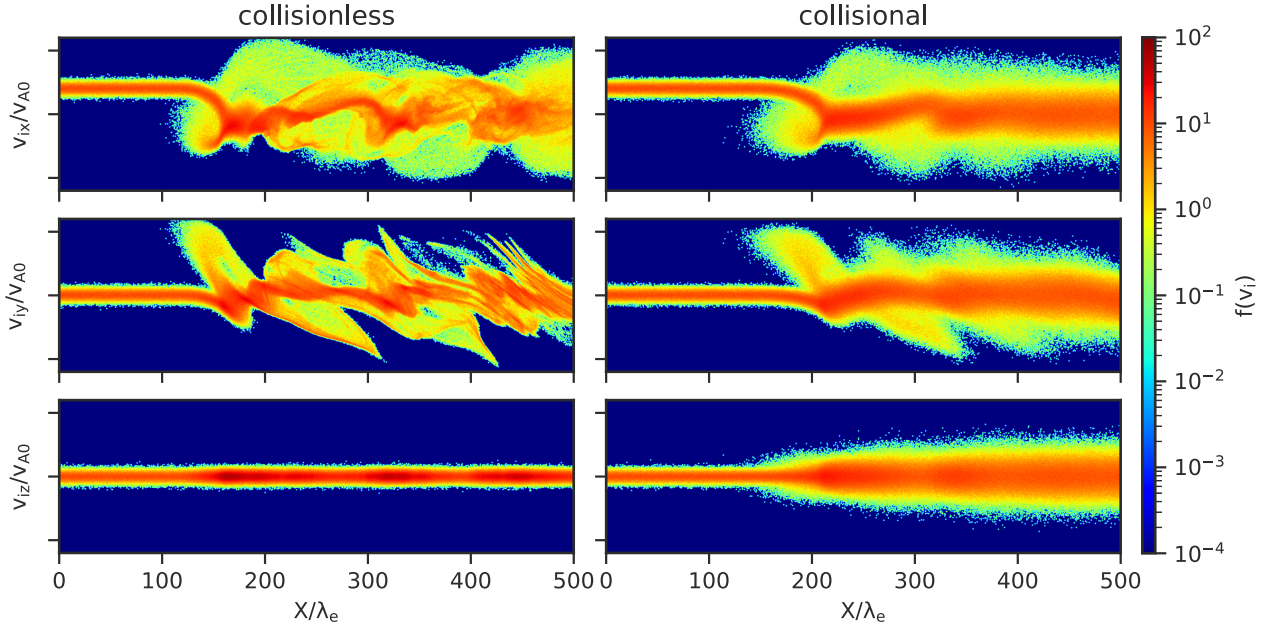 collisionless collisional
v_ix/v_A0
v_iy/v_A0
v_iz/v_A0
0 100 200 300 400 500 0 100 200 300 400 500
X/λ_e X/λ_e
10^2
10^1
10^0
10^-1
10^-2
10^-3
10^-4
f(v_i)